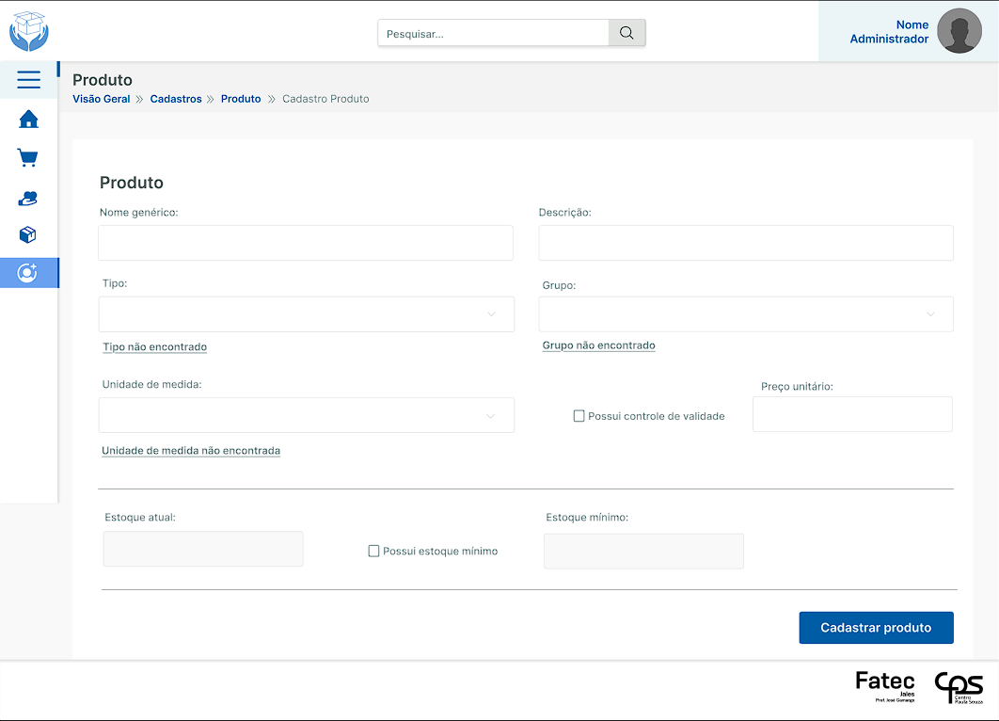 Pesquisar...
Nome
Administrador
Produto
Visão Geral » Cadastros » Produto » Cadastro Produto
Produto
Nome genérico:
Descrição:
Tipo:
Grupo:
Tipo não encontrado
Grupo não encontrado
Unidade de medida:
Preço unitário:
Possui controle de validade
Unidade de medida não encontrada
Estoque atual:
Estoque mínimo:
Possui estoque mínimo
Cadastrar produto
Fatec
Jales
Prof. José Camargo
cps
Centro
Paula Souza